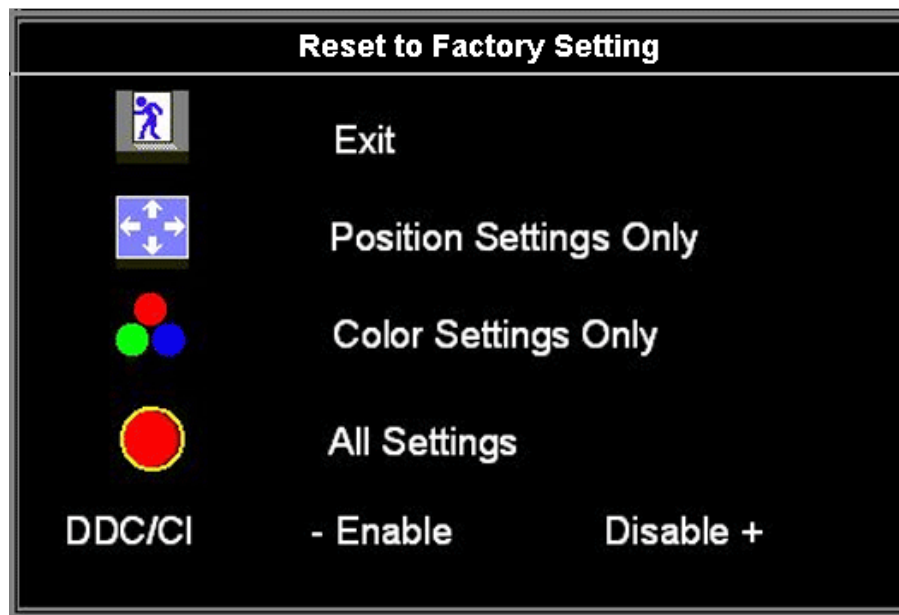 Reset to Factory Setting
Exit
Position Settings Only
Color Settings Only
All Settings
DDC/CI - Enable Disable +